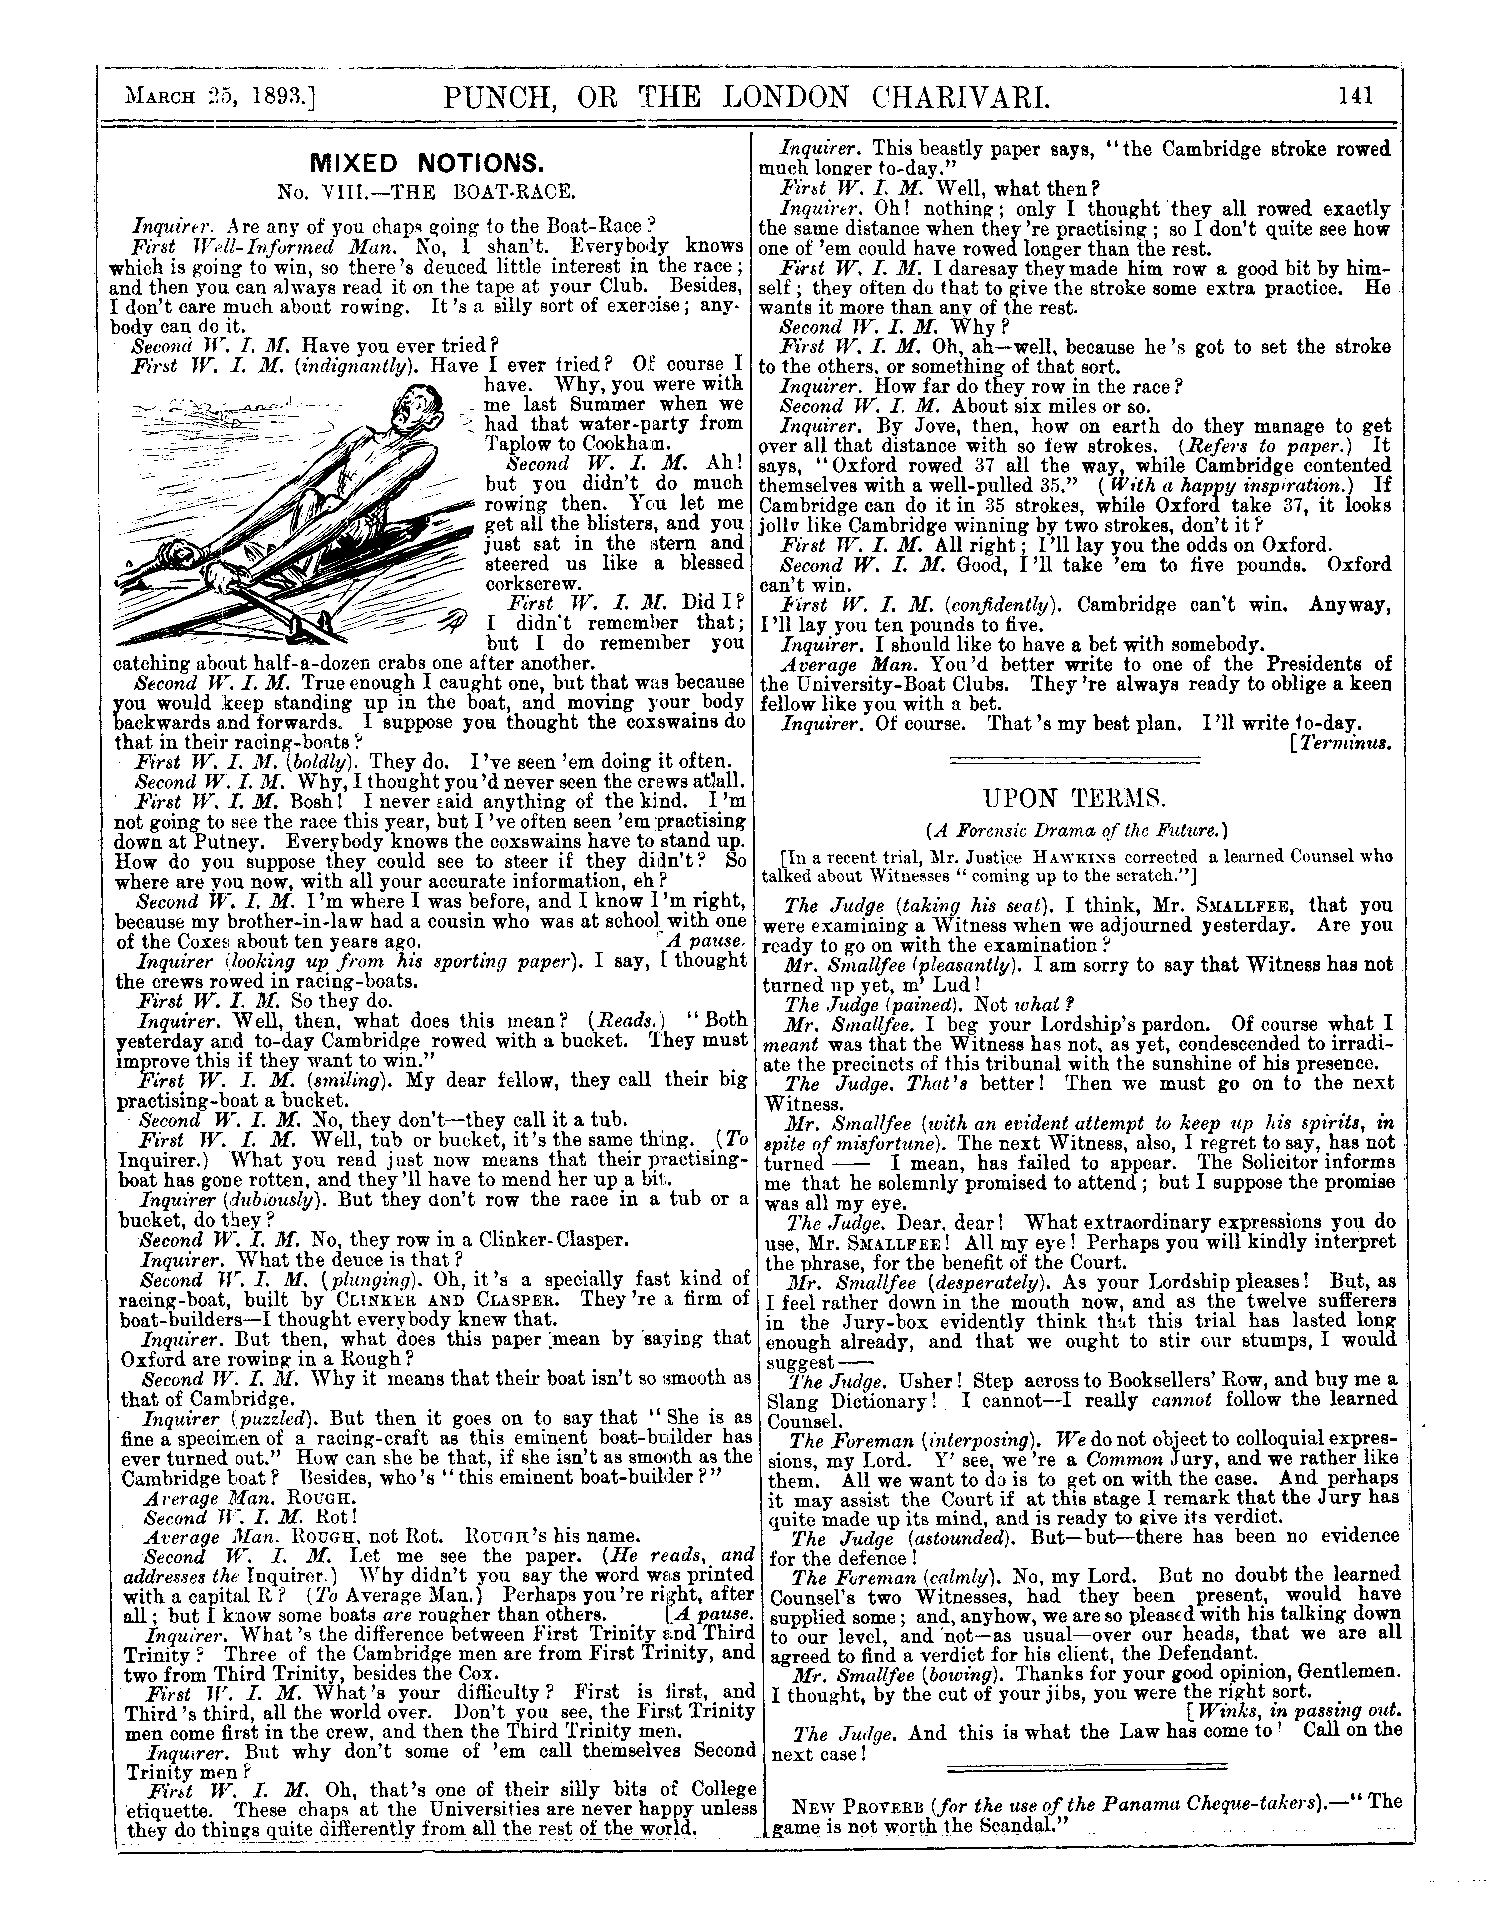 MARCH 25, 1893.] PUNCH, OR THE LONDON CHARIVARI. 141
MIXED NOTIONS.
No. VIII.—THE BOAT-RACE.
Inquirer. Are any of you chaps going to the Boat-Race?
First Well-Informed Man. No, I shan't. Everybody knows
which is going to win, so there's deuced little interest in the race;
and then you can always read it on the tape at your Club. Besides,
I don't care much about rowing. It's a silly sort of exercise; any-
body can do it.
Second W. I. M. Have you ever tried?
First W. I. M. (indignantly). Have I ever tried? Of course I
have. Why, you were with
me last Summer when we
had that water-party from
Taplow to Cookham.
Second W. I. M. Ah!
but you didn't do much
rowing then. You let me
get all the blisters, and you
just sat in the stern and
steered us like a blessed
corkscrew.
First W. I. M. Did I?
I didn't remember that;
but I do remember you
catching about half-a-dozen crabs one after another.
Second W. I. M. True enough I caught one, but that was because
you would keep standing up in the boat, and moving your body
backwards and forwards. I suppose you thought the coxswains do
that in their racing-boats?
First W. I. M. (boldly). They do. I've seen 'em doing it often.
Second W. I. M. Why, I thought you'd never seen the crews at all.
First W. I. M. Bosh! I never said anything of the kind. I'm
not going to see the race this year, but I've often seen 'em practising
down at Putney. Everybody knows the coxswains have to stand up.
How do you suppose they could see to steer if they didn't? So
where are you now, with all your accurate information, eh?
Second W. I. M. I'm where I was before, and I know I'm right,
because my brother-in-law had a cousin who was at school with one
of the Coxes about ten years ago. [A pause.
Inquirer (looking up from his sporting paper). I say, I thought
the crews rowed in racing-boats.
First W. I. M. So they do.
Inquirer. Well, then, what does this mean? (Reads.) "Both
yesterday and to-day Cambridge rowed with a bucket. They must
improve this if they want to win."
First W. I. M. (smiling). My dear fellow, they call their big
practising-boat a bucket.
Second W. I. M. No, they don't—they call it a tub.
First W. I. M. Well, tub or bucket, it's the same thing. (To
Inquirer.) What you read just now means that their practising-
boat has gone rotten, and they'll have to mend her up a bit.
Inquirer (dubiously). But they don't row the race in a tub or a
bucket, do they?
Second W. I. M. No, they row in a Clinker-Clasper.
Inquirer. What the deuce is that?
Second W. I. M. (plunging). Oh, it's a specially fast kind of
racing-boat, built by CLINKER AND CLASPER. They're a firm of
boat-builders—I thought everybody knew that.
Inquirer. But then, what does this paper mean by saying that
Oxford are rowing in a Rough?
Second W. I. M. Why it means that their boat isn't so smooth as
that of Cambridge.
Inquirer (puzzled). But then it goes on to say that "She is as
fine a specimen of a racing-craft as this eminent boat-builder has
ever turned out." How can she be that, if she isn't as smooth as the
Cambridge boat? Besides, who's "this eminent boat-builder?"
Average Man. ROUGH.
Second W. I. M. Rot!
Average Man. ROUGH, not Rot. ROUGH's his name.
Second W. I. M. Let me see the paper. (He reads, and
addresses the Inquirer.) Why didn't you say the word was printed
with a capital R? (To Average Man.) Perhaps you're right, after
all; but I know some boats are rougher than others. [A pause.
Inquirer. What's the difference between First Trinity and Third
Trinity? Three of the Cambridge men are from First Trinity, and
two from Third Trinity, besides the Cox.
First W. I. M. What's your difficulty? First is first, and
Third's third, all the world over. Don't you see, the First Trinity
men come first in the crew, and then the Third Trinity men.
Inquirer. But why don't some of 'em call themselves Second
Trinity men?
First W. I. M. Oh, that's one of their silly bits of College
etiquette. These chaps at the Universities are never happy unless
they do things quite differently from all the rest of the world.
Inquirer. This beastly paper says, "the Cambridge stroke rowed
much longer to-day."
First W. I. M. Well, what then?
Inquirer. Oh! nothing; only I thought they all rowed exactly
the same distance when they're practising; so I don't quite see how
one of 'em could have rowed longer than the rest.
First W. I. M. I daresay they made him row a good bit by him-
self; they often do that to give the stroke some extra practice. He
wants it more than any of the rest.
Second W. I. M. Why?
First W. I. M. Oh, ah—well, because he's got to set the stroke
to the others, or something of that sort.
Inquirer. How far do they row in the race?
Second W. I. M. About six miles or so.
Inquirer. By Jove, then, how on earth do they manage to get
over all that distance with so few strokes. (Refers to paper.) It
says, "Oxford rowed 37 all the way, while Cambridge contented
themselves with a well-pulled 35." (With a happy inspiration.) If
Cambridge can do it in 35 strokes, while Oxford take 37, it looks
jolly like Cambridge winning by two strokes, don't it?
First W. I. M. All right; I'll lay you the odds on Oxford.
Second W. I. M. Good, I'll take 'em to five pounds. Oxford
can't win.
First W. I. M. (confidently). Cambridge can't win. Anyway,
I'll lay you ten pounds to five.
Inquirer. I should like to have a bet with somebody.
Average Man. You'd better write to one of the Presidents of
the University-Boat Clubs. They're always ready to oblige a keen
fellow like you with a bet.
Inquirer. Of course. That's my best plan. I'll write to-day.
[Terminus.
UPON TERMS.
(A Forensic Drama of the Future.)
[In a recent trial, Mr. Justice HAWKINS corrected a learned Counsel who
talked about Witnesses "coming up to the scratch."]
The Judge (taking his seat). I think, Mr. SMALLFEE, that you
were examining a Witness when we adjourned yesterday. Are you
ready to go on with the examination?
Mr. Smallfee (pleasantly). I am sorry to say that Witness has not
turned up yet, m' Lud!
The Judge (pained). Not what?
Mr. Smallfee. I beg your Lordship's pardon. Of course what I
meant was that the Witness has not, as yet, condescended to irradi-
ate the precincts of this tribunal with the sunshine of his presence.
The Judge. That's better! Then we must go on to the next
Witness.
Mr. Smallfee (with an evident attempt to keep up his spirits, in
spite of misfortune). The next Witness, also, I regret to say, has not
turned —— I mean, has failed to appear. The Solicitor informs
me that he solemnly promised to attend; but I suppose the promise
was all my eye.
The Judge. Dear, dear! What extraordinary expressions you do
use, Mr. SMALLFEE! All my eye! Perhaps you will kindly interpret
the phrase, for the benefit of the Court.
Mr. Smallfee (desperately). As your Lordship pleases! But, as
I feel rather down in the mouth now, and as the twelve sufferers
in the Jury-box evidently think that this trial has lasted long
enough already, and that we ought to stir our stumps, I would
suggest——
The Judge. Usher! Step across to Booksellers' Row, and buy me a
Slang Dictionary! I cannot—I really cannot follow the learned
Counsel.
The Foreman (interposing). We do not object to colloquial expres-
sions, my Lord. Y' see, we're a Common Jury, and we rather like
them. All we want to do is to get on with the case. And perhaps
it may assist the Court if at this stage I remark that the Jury has
quite made up its mind, and is ready to give its verdict.
The Judge (astounded). But—but—there has been no evidence
for the defence!
The Foreman (calmly). No, my Lord. But no doubt the learned
Counsel's two Witnesses, had they been present, would have
supplied some; and, anyhow, we are so pleased with his talking down
to our level, and not—as usual—over our heads, that we are all
agreed to find a verdict for his client, the Defendant.
Mr. Smallfee (bowing). Thanks for your good opinion, Gentlemen.
I thought, by the cut of your jibs, you were the right sort.
[Winks, in passing out.
The Judge. And this is what the Law has come to! Call on the
next case!
NEW PROVERB (for the use of the Panama Cheque-takers).—"The
game is not worth the Scandal."